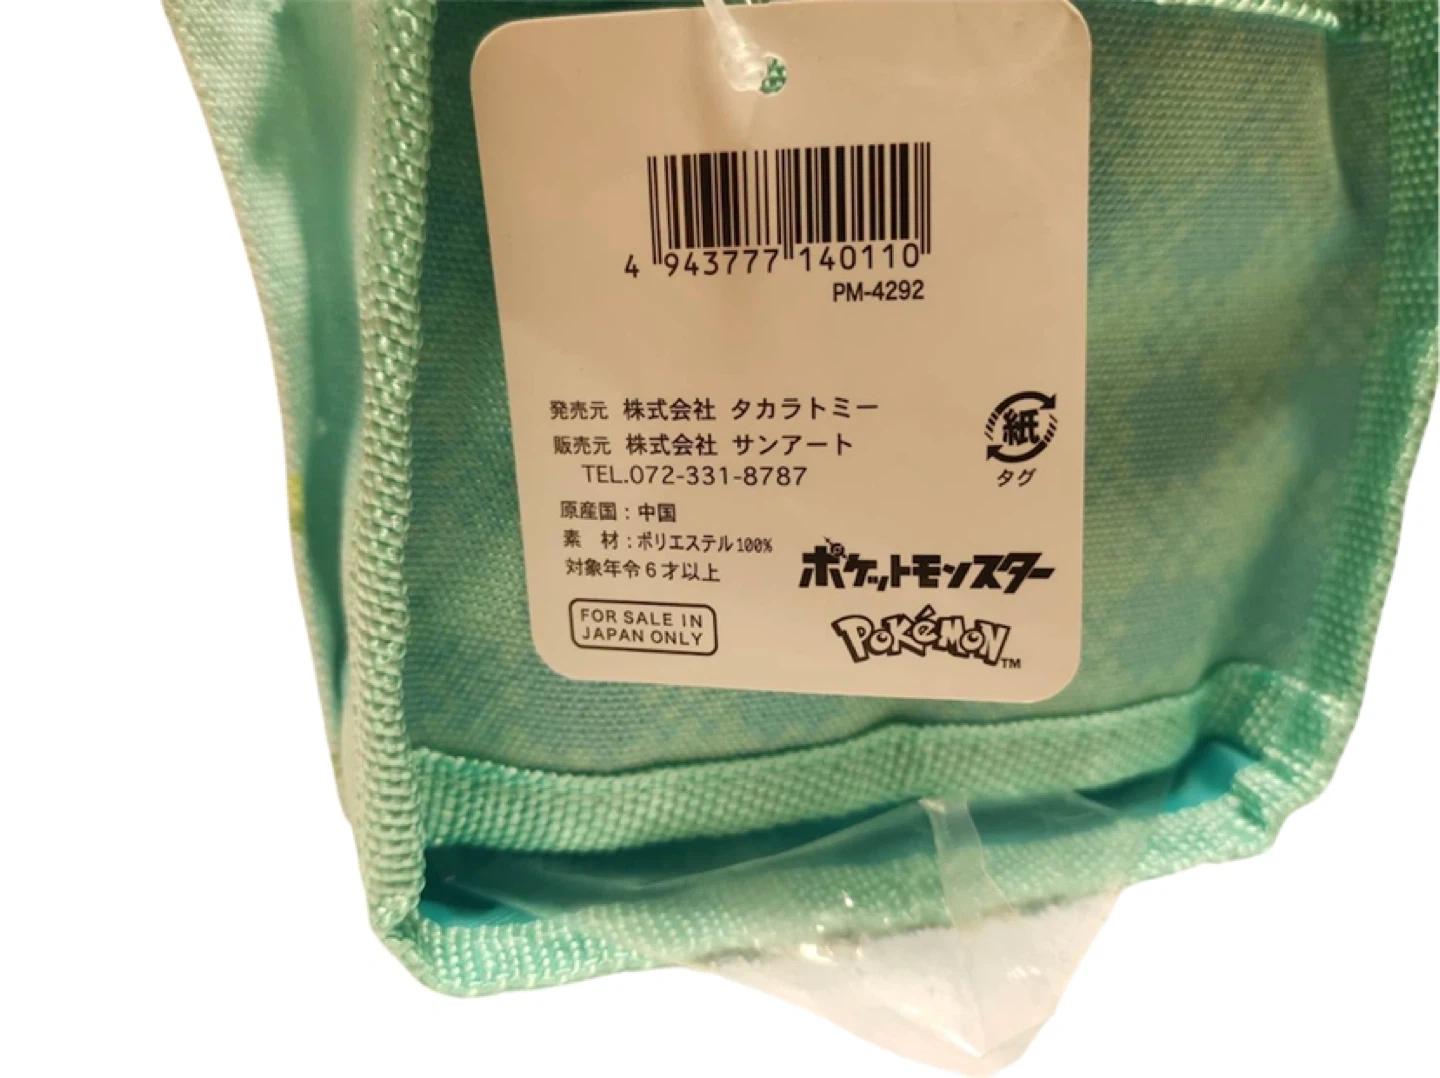 4 943777 140110
PM-4292
発売元 株式会社 タカラトミー
販売元 株式会社 サンアート
TEL.072-331-8787
原産国：中国
素　材：ポリエステル100%
対象年令6才以上
FOR SALE IN
JAPAN ONLY
紙
タグ
ポケットモンスター
POKéMON™